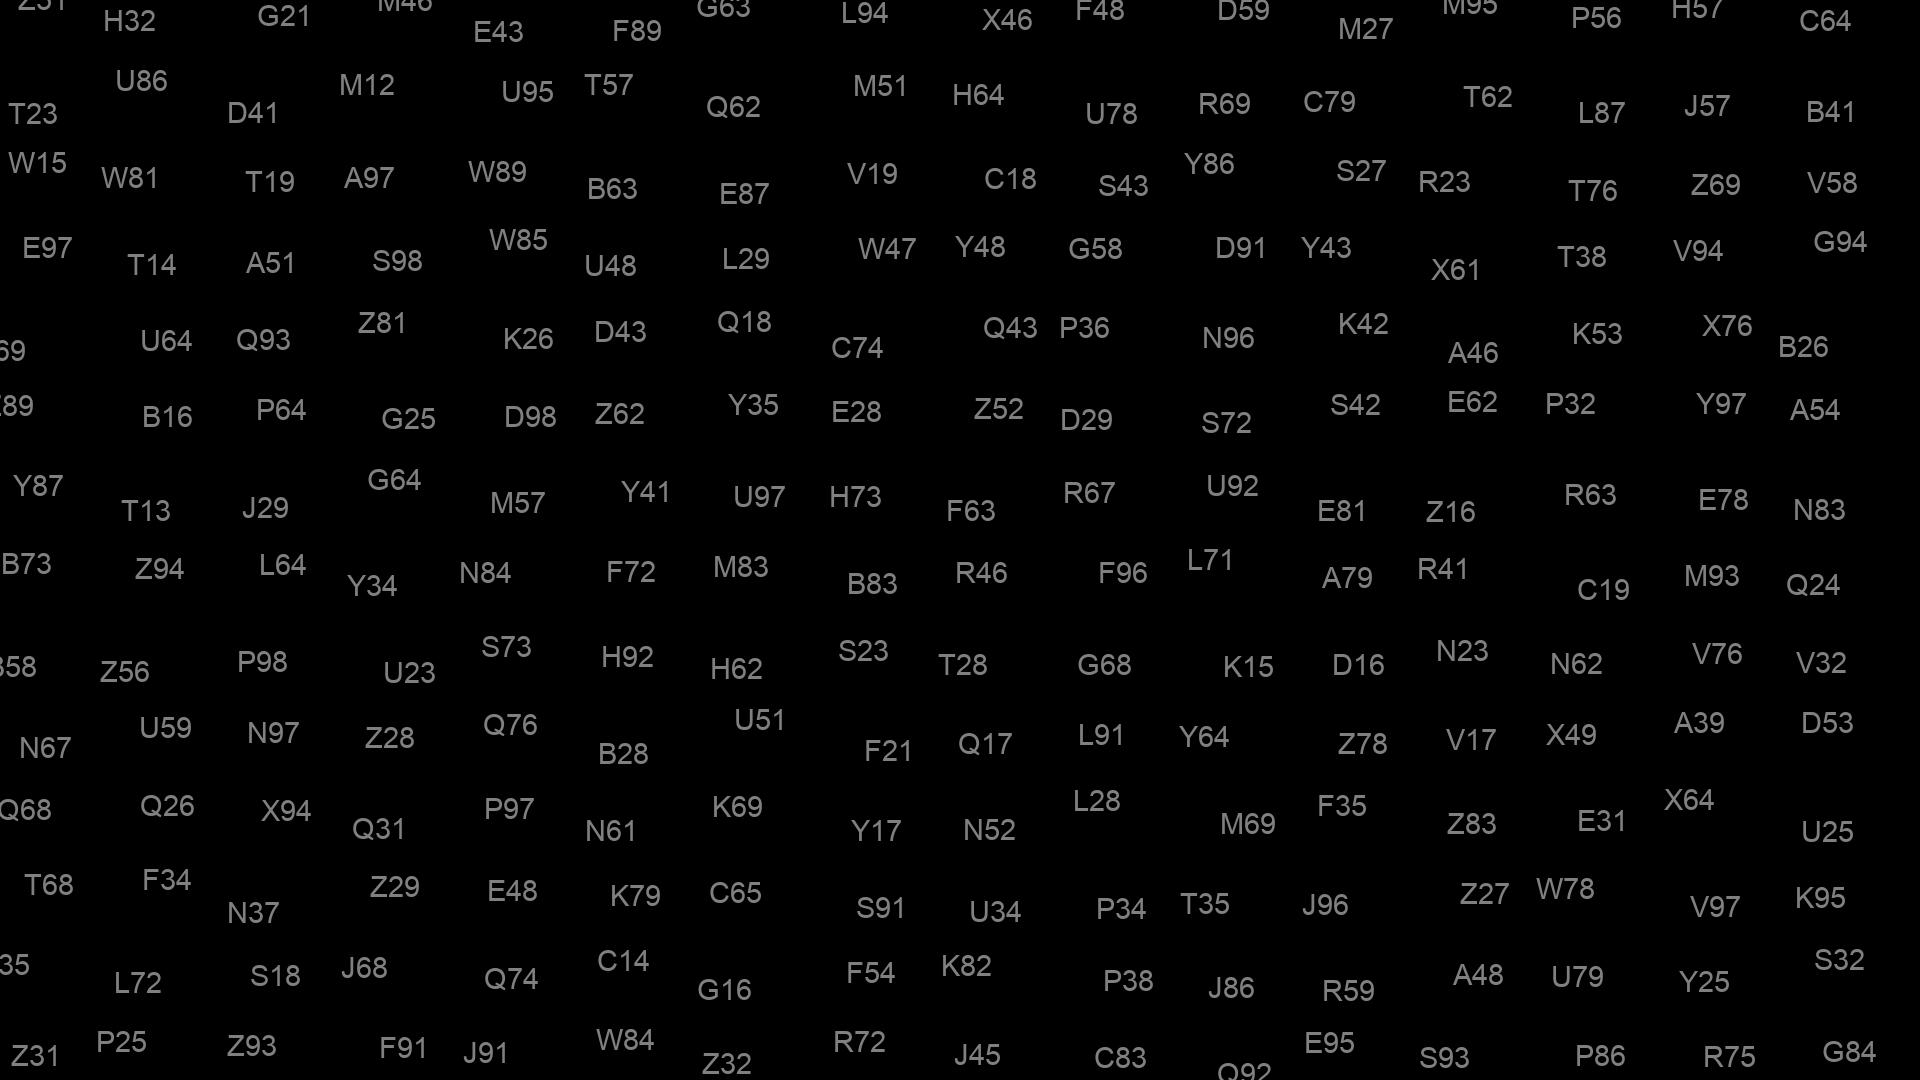 H32 G21 M46 E43 F89 G63 L94 X46 F48 D59 M27 M95 P56 H57 C64
T23 U86 D41 M12 U95 T57 Q62 M51 H64 U78 R69 C79 T62 L87 J57 B41
W15 W81 T19 A97 W89 B63 E87 V19 C18 S43 Y86 S27 R23 T76 Z69 V58
E97 T14 A51 S98 W85 U48 L29 W47 Y48 G58 D91 Y43 X61 T38 V94 G94
69 U64 Q93 Z81 K26 D43 Q18 C74 Q43 P36 N96 K42 A46 K53 X76 B26
89 B16 P64 G25 D98 Z62 Y35 E28 Z52 D29 S72 S42 E62 P32 Y97 A54
Y87 T13 J29 G64 M57 Y41 U97 H73 F63 R67 U92 E81 Z16 R63 E78 N83
B73 Z94 L64 Y34 N84 F72 M83 B83 R46 F96 L71 A79 R41 C19 M93 Q24
58 Z56 P98 U23 S73 H92 H62 S23 T28 G68 K15 D16 N23 N62 V76 V32
N67 U59 N97 Z28 Q76 B28 U51 F21 Q17 L91 Y64 Z78 V17 X49 A39 D53
Q68 Q26 X94 Q31 P97 N61 K69 Y17 N52 L28 M69 F35 Z83 E31 X64 U25
T68 F34 N37 Z29 E48 K79 C65 S91 U34 P34 T35 J96 Z27 W78 V97 K95
35 L72 S18 J68 Q74 C14 G16 F54 K82 P38 J86 R59 A48 U79 Y25 S32
Z31 P25 Z93 F91 J91 W84 Z32 R72 J45 C83 Q92 E95 S93 P86 R75 G84